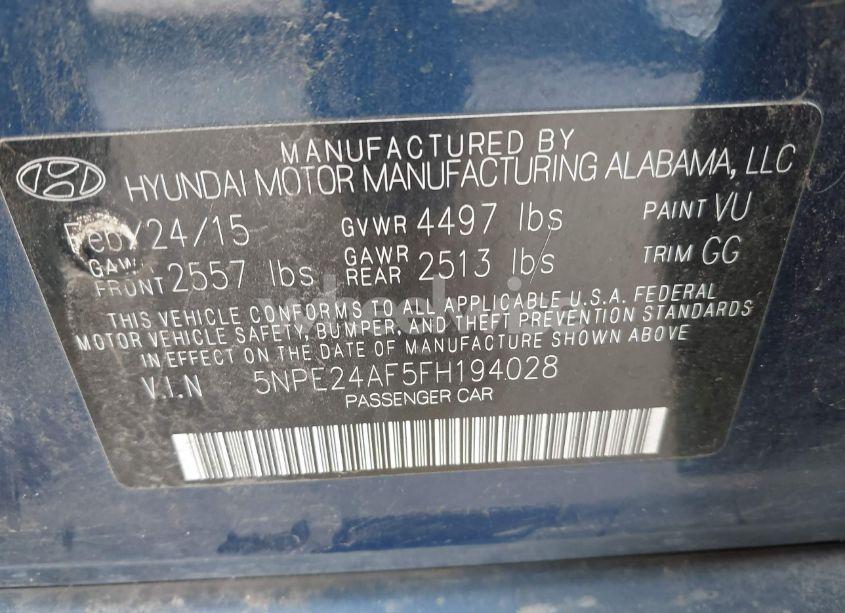 MANUFACTURED BY
HYUNDAI MOTOR MANUFACTURING ALABAMA, LLC
Feb/24/15 GVWR 4497 lbs PAINT VU
GAWR FRONT 2557 lbs GAWR REAR 2513 lbs TRIM GG
THIS VEHICLE CONFORMS TO ALL APPLICABLE U.S.A. FEDERAL
MOTOR VEHICLE SAFETY, BUMPER, AND THEFT PREVENTION STANDARDS
IN EFFECT ON THE DATE OF MANUFACTURE SHOWN ABOVE
V.I.N 5NPE24AF5FH194028
PASSENGER CAR